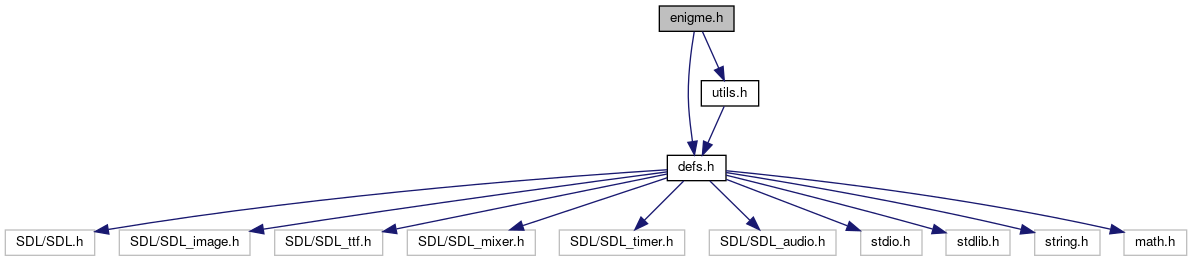 enigme.h
utils.h
defs.h
SDL/SDL.h
SDL/SDL_image.h
SDL/SDL_ttf.h
SDL/SDL_mixer.h
SDL/SDL_timer.h
SDL/SDL_audio.h
stdio.h
stdlib.h
string.h
math.h